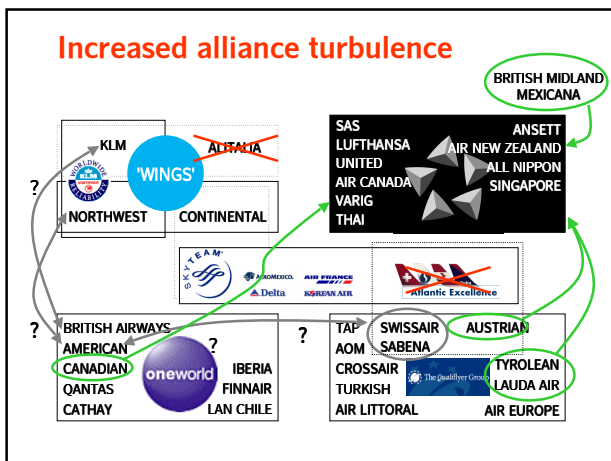 Increased alliance turbulence
BRITISH MIDLAND
MEXICANA
KLM
ALITALIA
WORLDWIDE
KLM
NORTHWEST
RELIABILITY
'WINGS'
?
NORTHWEST
CONTINENTAL
SAS
LUFTHANSA
UNITED
AIR CANADA
VARIG
THAI
ANSETT
AIR NEW ZEALAND
ALL NIPPON
SINGAPORE
SKYTEAM
AEROMEXICO.
AIR FRANCE
Delta
KOREAN AIR
Atlantic Excellence
?
BRITISH AIRWAYS
AMERICAN
CANADIAN
QANTAS
CATHAY
oneworld
?
IBERIA
FINNAIR
LAN CHILE
?
TAP
AOM
CROSSAIR
TURKISH
AIR LITTORAL
SWISSAIR
SABENA
AUSTRIAN
The Qualiflyer Group
TYROLEAN
LAUDA AIR
AIR EUROPE